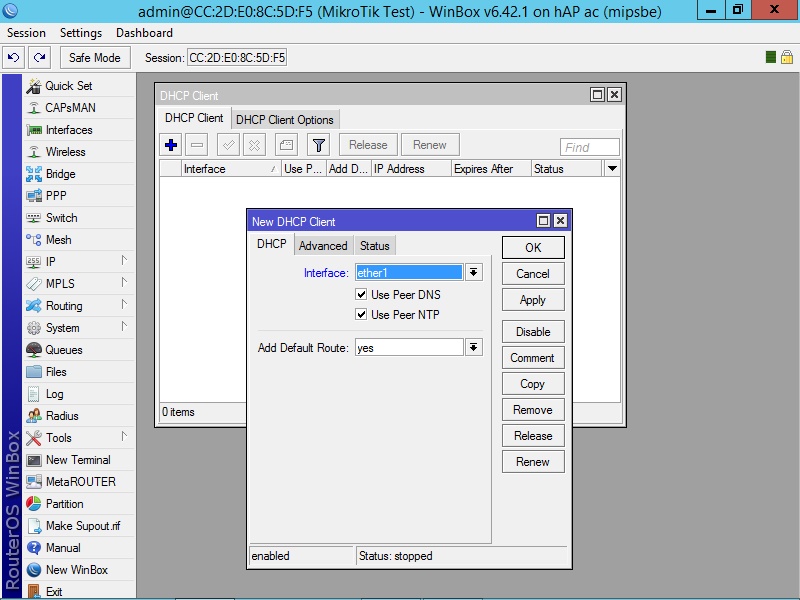 admin@CC:2D:E0:8C:5D:F5 (MikroTik Test) - WinBox v6.42.1 on hAP ac (mipsbe)
Session Settings Dashboard
Safe Mode Session: CC:2D:E0:8C:5D:F5
RouterOS WinBox
Quick Set
CAPsMAN
Interfaces
Wireless
Bridge
PPP
Switch
Mesh
IP
MPLS
Routing
System
Queues
Files
Log
Radius
Tools
New Terminal
MetaROUTER
Partition
Make Supout.rif
Manual
New WinBox
Exit
DHCP Client
DHCP Client DHCP Client Options
Release Renew Find
Interface Use P... Add D... IP Address Expires After Status
0 items
New DHCP Client
DHCP Advanced Status
Interface: ether1
Use Peer DNS
Use Peer NTP
Add Default Route: yes
OK
Cancel
Apply
Disable
Comment
Copy
Remove
Release
Renew
enabled Status: stopped